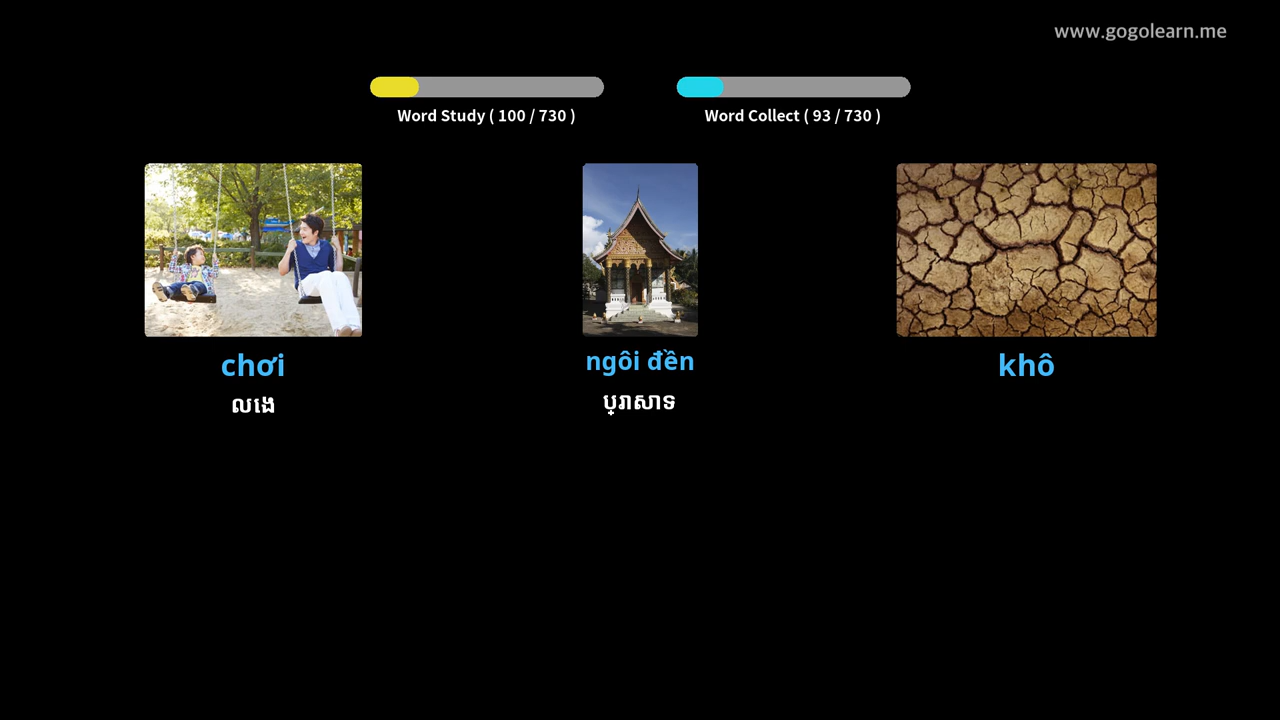 www.gogolearn.me
Word Study ( 100 / 730 )
Word Collect ( 93 / 730 )
chơi
ngôi đền
khô
លេង
ប្រាសាទ